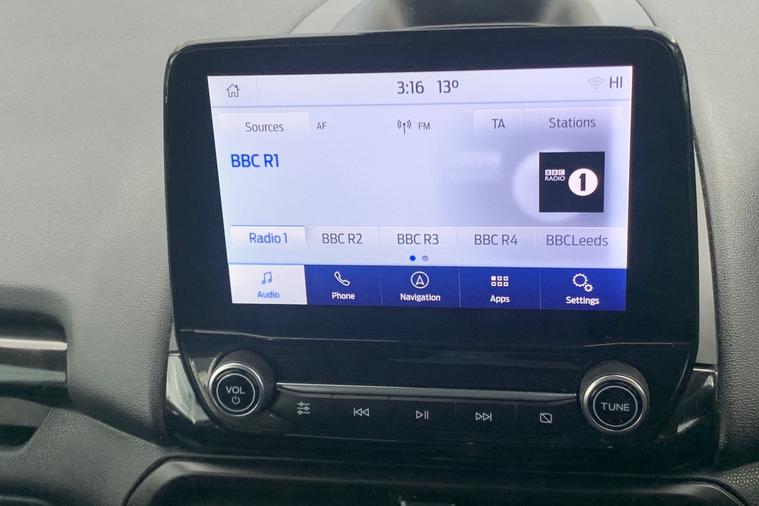 3:16 13º HI
Sources AF FM TA Stations
BBC R1
BBC RADIO 1
Radio 1 BBC R2 BBC R3 BBC R4 BBCLeeds
Audio Phone Navigation Apps Settings
VOL TUNE